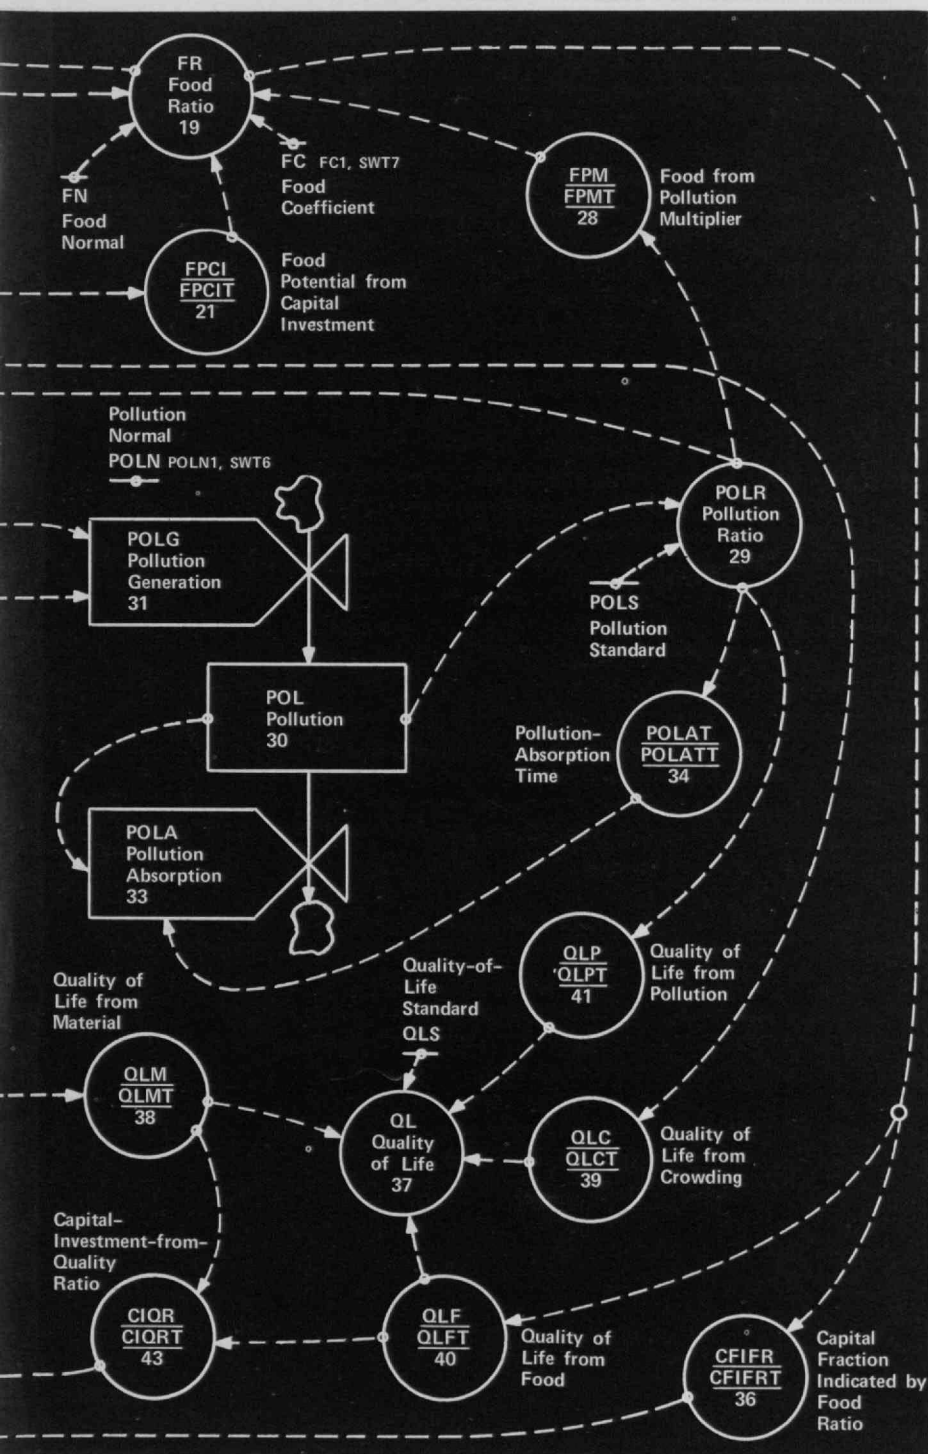 FR
Food
Ratio
19
FC FC1, SWT7
Food
Coefficient
FN
Food
Normal
FPM
FPMT
28
Food from
Pollution
Multiplier
FPCI
FPCIT
21
Food
Potential from
Capital
Investment
Pollution
Normal
POLN POLN1, SWT6
POLR
Pollution
Ratio
29
POLG
Pollution
Generation
31
POLS
Pollution
Standard
POL
Pollution
30
Pollution-
Absorption
Time
POLAT
POLATT
34
POLA
Pollution
Absorption
33
QLP
QLPT
41
Quality of
Life from
Pollution
Quality-of-
Life
Standard
QLS
Quality of
Life from
Material
QLM
QLMT
38
QL
Quality
of Life
37
QLC
QLCT
39
Quality of
Life from
Crowding
Capital-
Investment-from-
Quality
Ratio
CIQR
CIQRT
43
QLF
QLFT
40
Quality of
Life from
Food
CFIFR
CFIFRT
36
Capital
Fraction
Indicated by
Food
Ratio